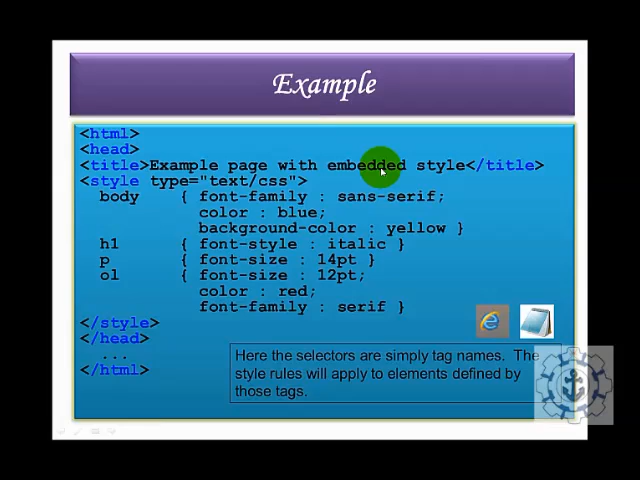 Example
<html>
<head>
<title>Example page with embedded style</title>
<style type="text/css">
body { font-family : sans-serif;
color : blue;
background-color : yellow }
h1 { font-style : italic }
p { font-size : 14pt }
ol { font-size : 12pt;
color : red;
font-family : serif }
</style>
</head>
...
</html>
Here the selectors are simply tag names. The
style rules will apply to elements defined by
those tags.